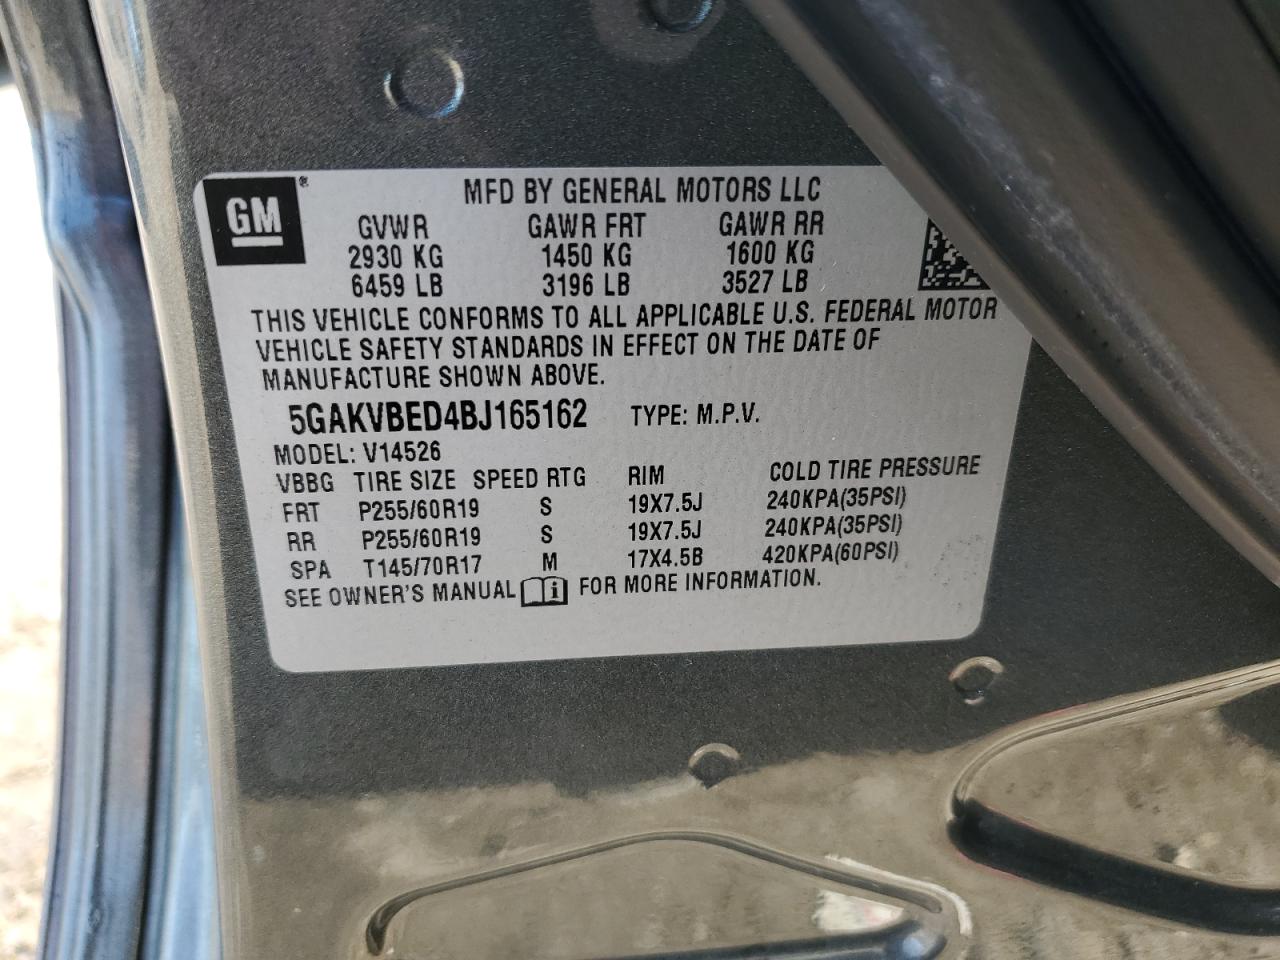 GM®
MFD BY GENERAL MOTORS LLC
GVWR GAWR FRT GAWR RR
2930 KG 1450 KG 1600 KG
6459 LB 3196 LB 3527 LB
THIS VEHICLE CONFORMS TO ALL APPLICABLE U.S. FEDERAL MOTOR
VEHICLE SAFETY STANDARDS IN EFFECT ON THE DATE OF
MANUFACTURE SHOWN ABOVE.
5GAKVBED4BJ165162 TYPE: M.P.V.
MODEL: V14526
VBBG TIRE SIZE SPEED RTG RIM COLD TIRE PRESSURE
FRT P255/60R19 S 19X7.5J 240KPA(35PSI)
RR P255/60R19 S 19X7.5J 240KPA(35PSI)
SPA T145/70R17 M 17X4.5B 420KPA(60PSI)
SEE OWNER'S MANUAL i FOR MORE INFORMATION.